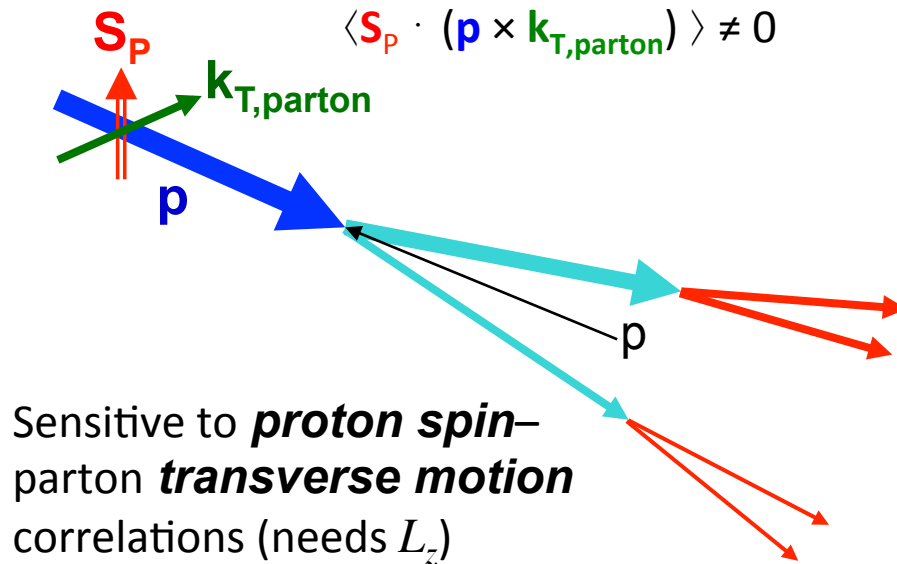 ⟨S_P · (p × k_T,parton) ⟩ ≠ 0
S_P
k_T,parton
p
p
Sensitive to proton spin–
parton transverse motion
correlations (needs L_z)